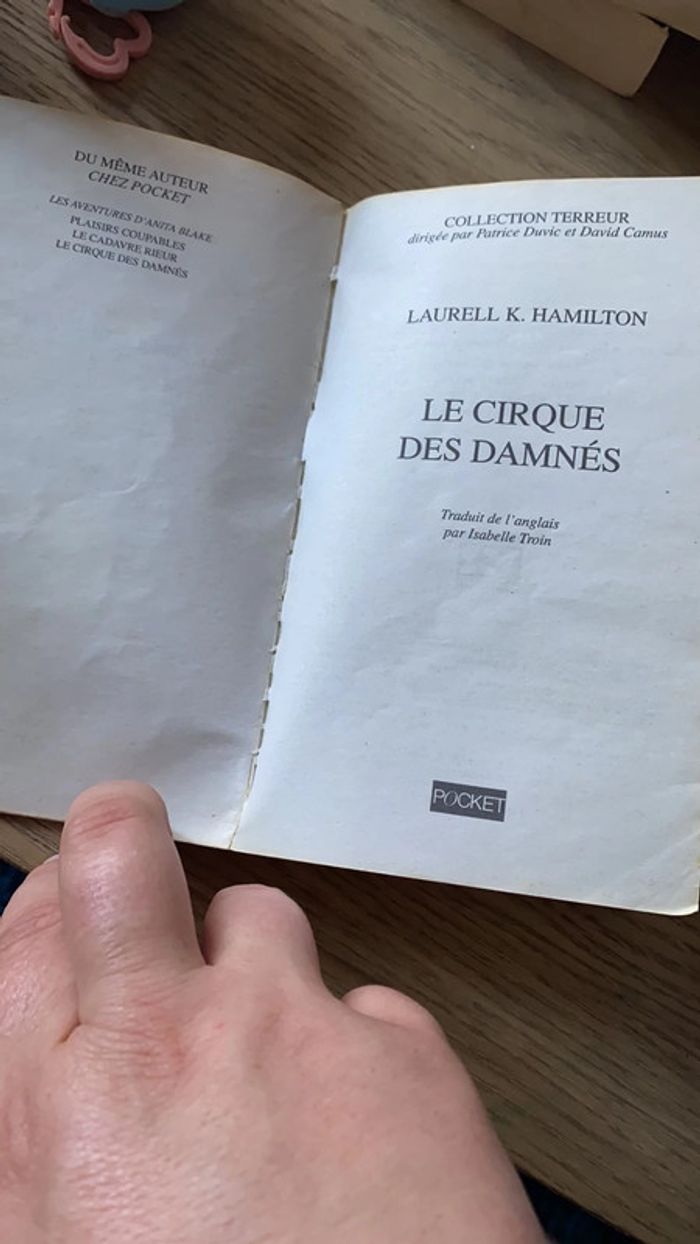 DU MÊME AUTEUR
CHEZ POCKET
LES AVENTURES D'ANITA BLAKE
PLAISIRS COUPABLES
LE CADAVRE RIEUR
LE CIRQUE DES DAMNÉS
COLLECTION TERREUR
dirigée par Patrice Duvic et David Camus
LAURELL K. HAMILTON
LE CIRQUE
DES DAMNÉS
Traduit de l'anglais
par Isabelle Troin
POCKET